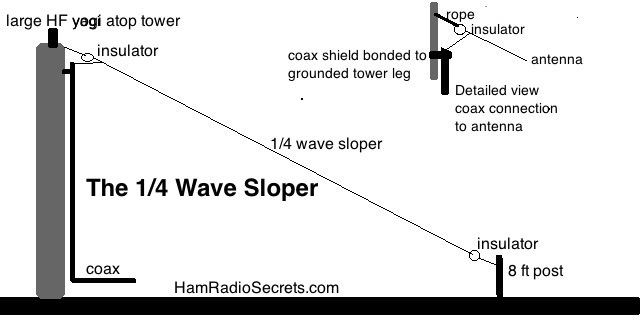 large HF yagi atop tower
insulator
rope
insulator
antenna
coax shield bonded to
grounded tower leg
Detailed view
coax connection
to antenna
1/4 wave sloper
The 1/4 Wave Sloper
insulator
8 ft post
coax
HamRadioSecrets.com